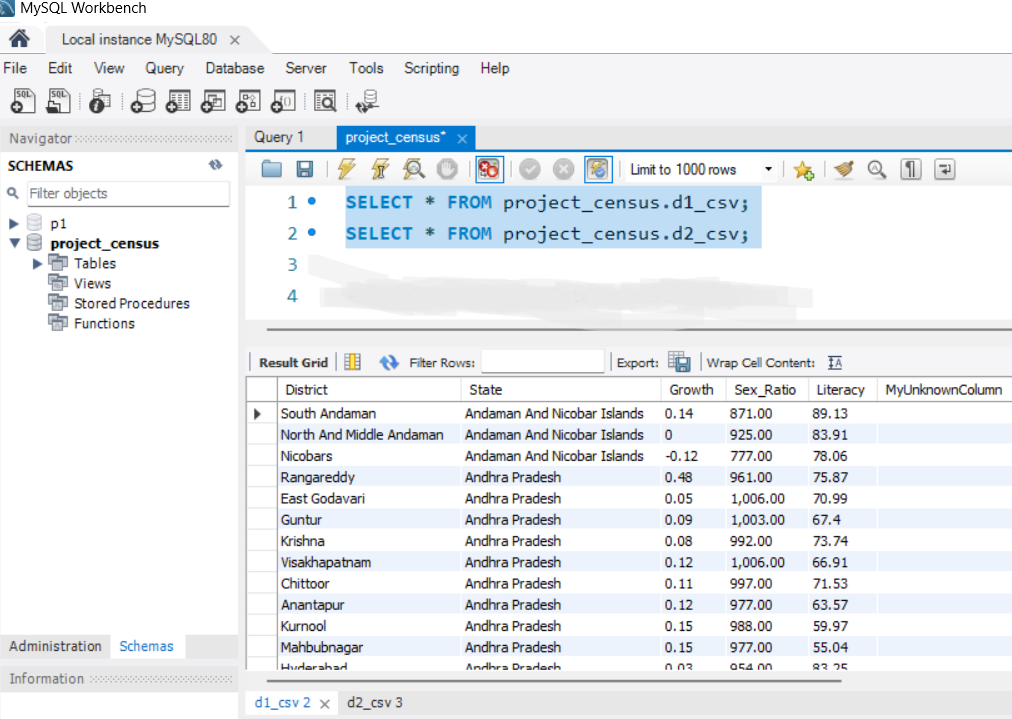 MySQL Workbench
Local instance MySQL80
File Edit View Query Database Server Tools Scripting Help
Navigator
SCHEMAS
Filter objects
p1
project_census
Tables
Views
Stored Procedures
Functions
Administration Schemas
Information
Query 1 project_census*
Limit to 1000 rows
1 SELECT * FROM project_census.d1_csv;
2 SELECT * FROM project_census.d2_csv;
3
4
Result Grid Filter Rows: Export: Wrap Cell Content:
District State Growth Sex_Ratio Literacy MyUnknownColumn
South Andaman Andaman And Nicobar Islands 0.14 871.00 89.13
North And Middle Andaman Andaman And Nicobar Islands 0 925.00 83.91
Nicobars Andaman And Nicobar Islands -0.12 777.00 78.06
Rangareddy Andhra Pradesh 0.48 961.00 75.87
East Godavari Andhra Pradesh 0.05 1,006.00 70.99
Guntur Andhra Pradesh 0.09 1,003.00 67.4
Krishna Andhra Pradesh 0.08 992.00 73.74
Visakhapatnam Andhra Pradesh 0.12 1,006.00 66.91
Chittoor Andhra Pradesh 0.11 997.00 71.53
Anantapur Andhra Pradesh 0.12 977.00 63.57
Kurnool Andhra Pradesh 0.15 988.00 59.97
Mahbubnagar Andhra Pradesh 0.15 977.00 55.04
Hyderabad Andhra Pradesh 0.03 954.00 83.25
d1_csv 2 d2_csv 3